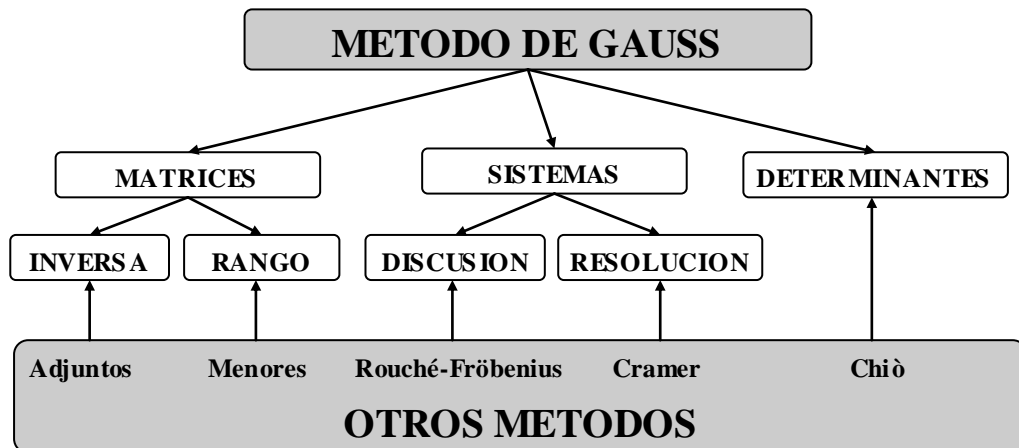 METODO DE GAUSS
MATRICES
SISTEMAS
DETERMINANTES
INVERSA
RANGO
DISCUSION
RESOLUCION
Adjuntos
Menores
Rouché-Fröbenius
Cramer
Chiò
OTROS METODOS